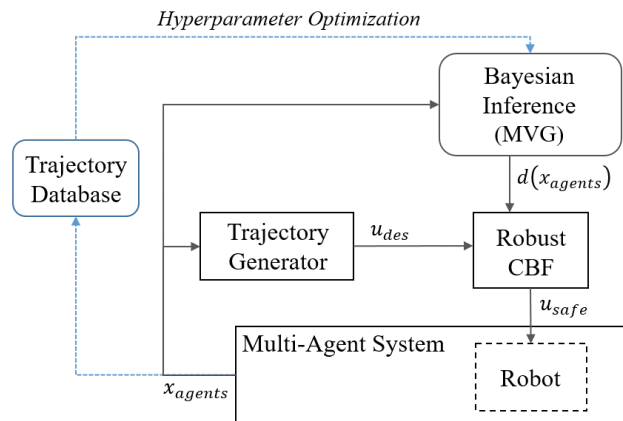 Hyperparameter Optimization
Bayesian
Inference
(MVG)
Trajectory
Database
d(x_agents)
Trajectory
Generator
u_des
Robust
CBF
u_safe
Multi-Agent System
x_agents
Robot